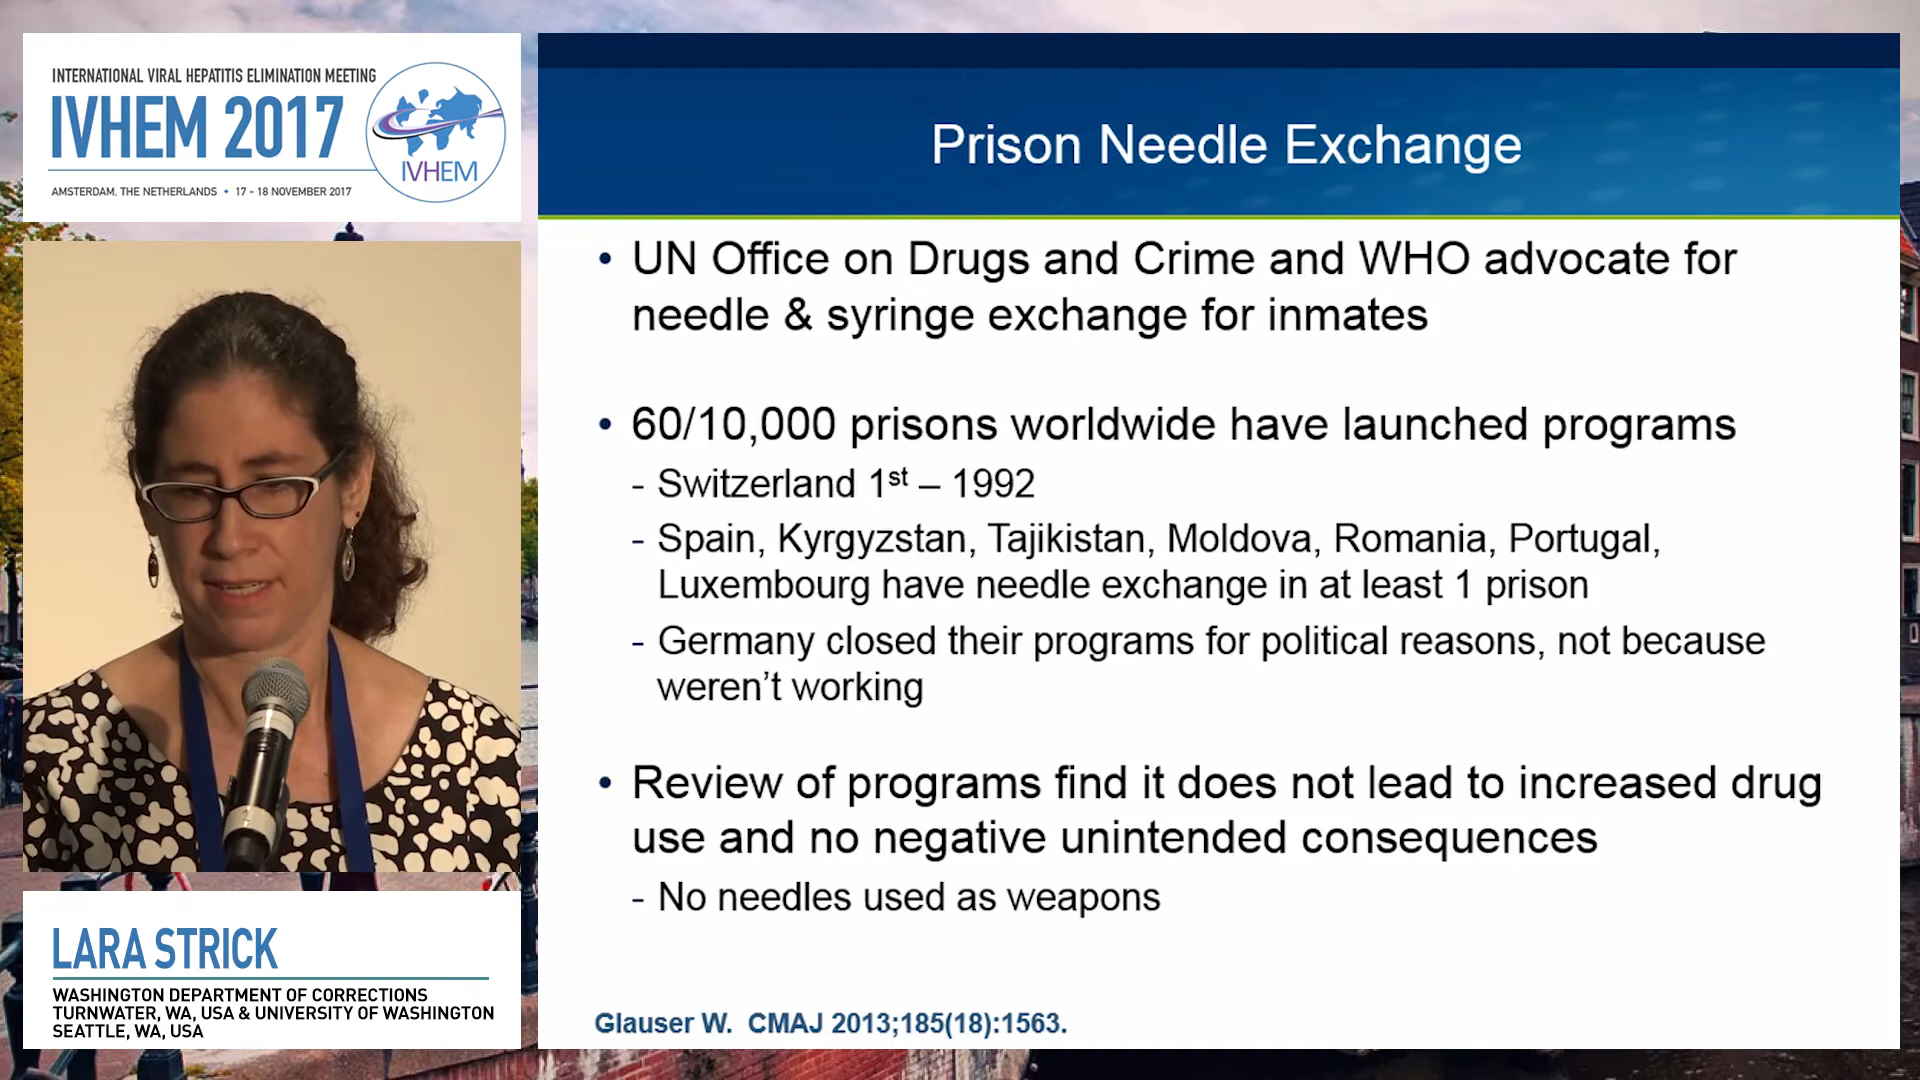 INTERNATIONAL VIRAL HEPATITIS ELIMINATION MEETING
IVHEM 2017
IVHEM
AMSTERDAM, THE NETHERLANDS • 17 - 18 NOVEMBER 2017
Prison Needle Exchange
• UN Office on Drugs and Crime and WHO advocate for
needle & syringe exchange for inmates
• 60/10,000 prisons worldwide have launched programs
- Switzerland 1st – 1992
- Spain, Kyrgyzstan, Tajikistan, Moldova, Romania, Portugal,
Luxembourg have needle exchange in at least 1 prison
- Germany closed their programs for political reasons, not because
weren't working
• Review of programs find it does not lead to increased drug
use and no negative unintended consequences
- No needles used as weapons
Glauser W. CMAJ 2013;185(18):1563.
LARA STRICK
WASHINGTON DEPARTMENT OF CORRECTIONS
TURNWATER, WA, USA & UNIVERSITY OF WASHINGTON
SEATTLE, WA, USA